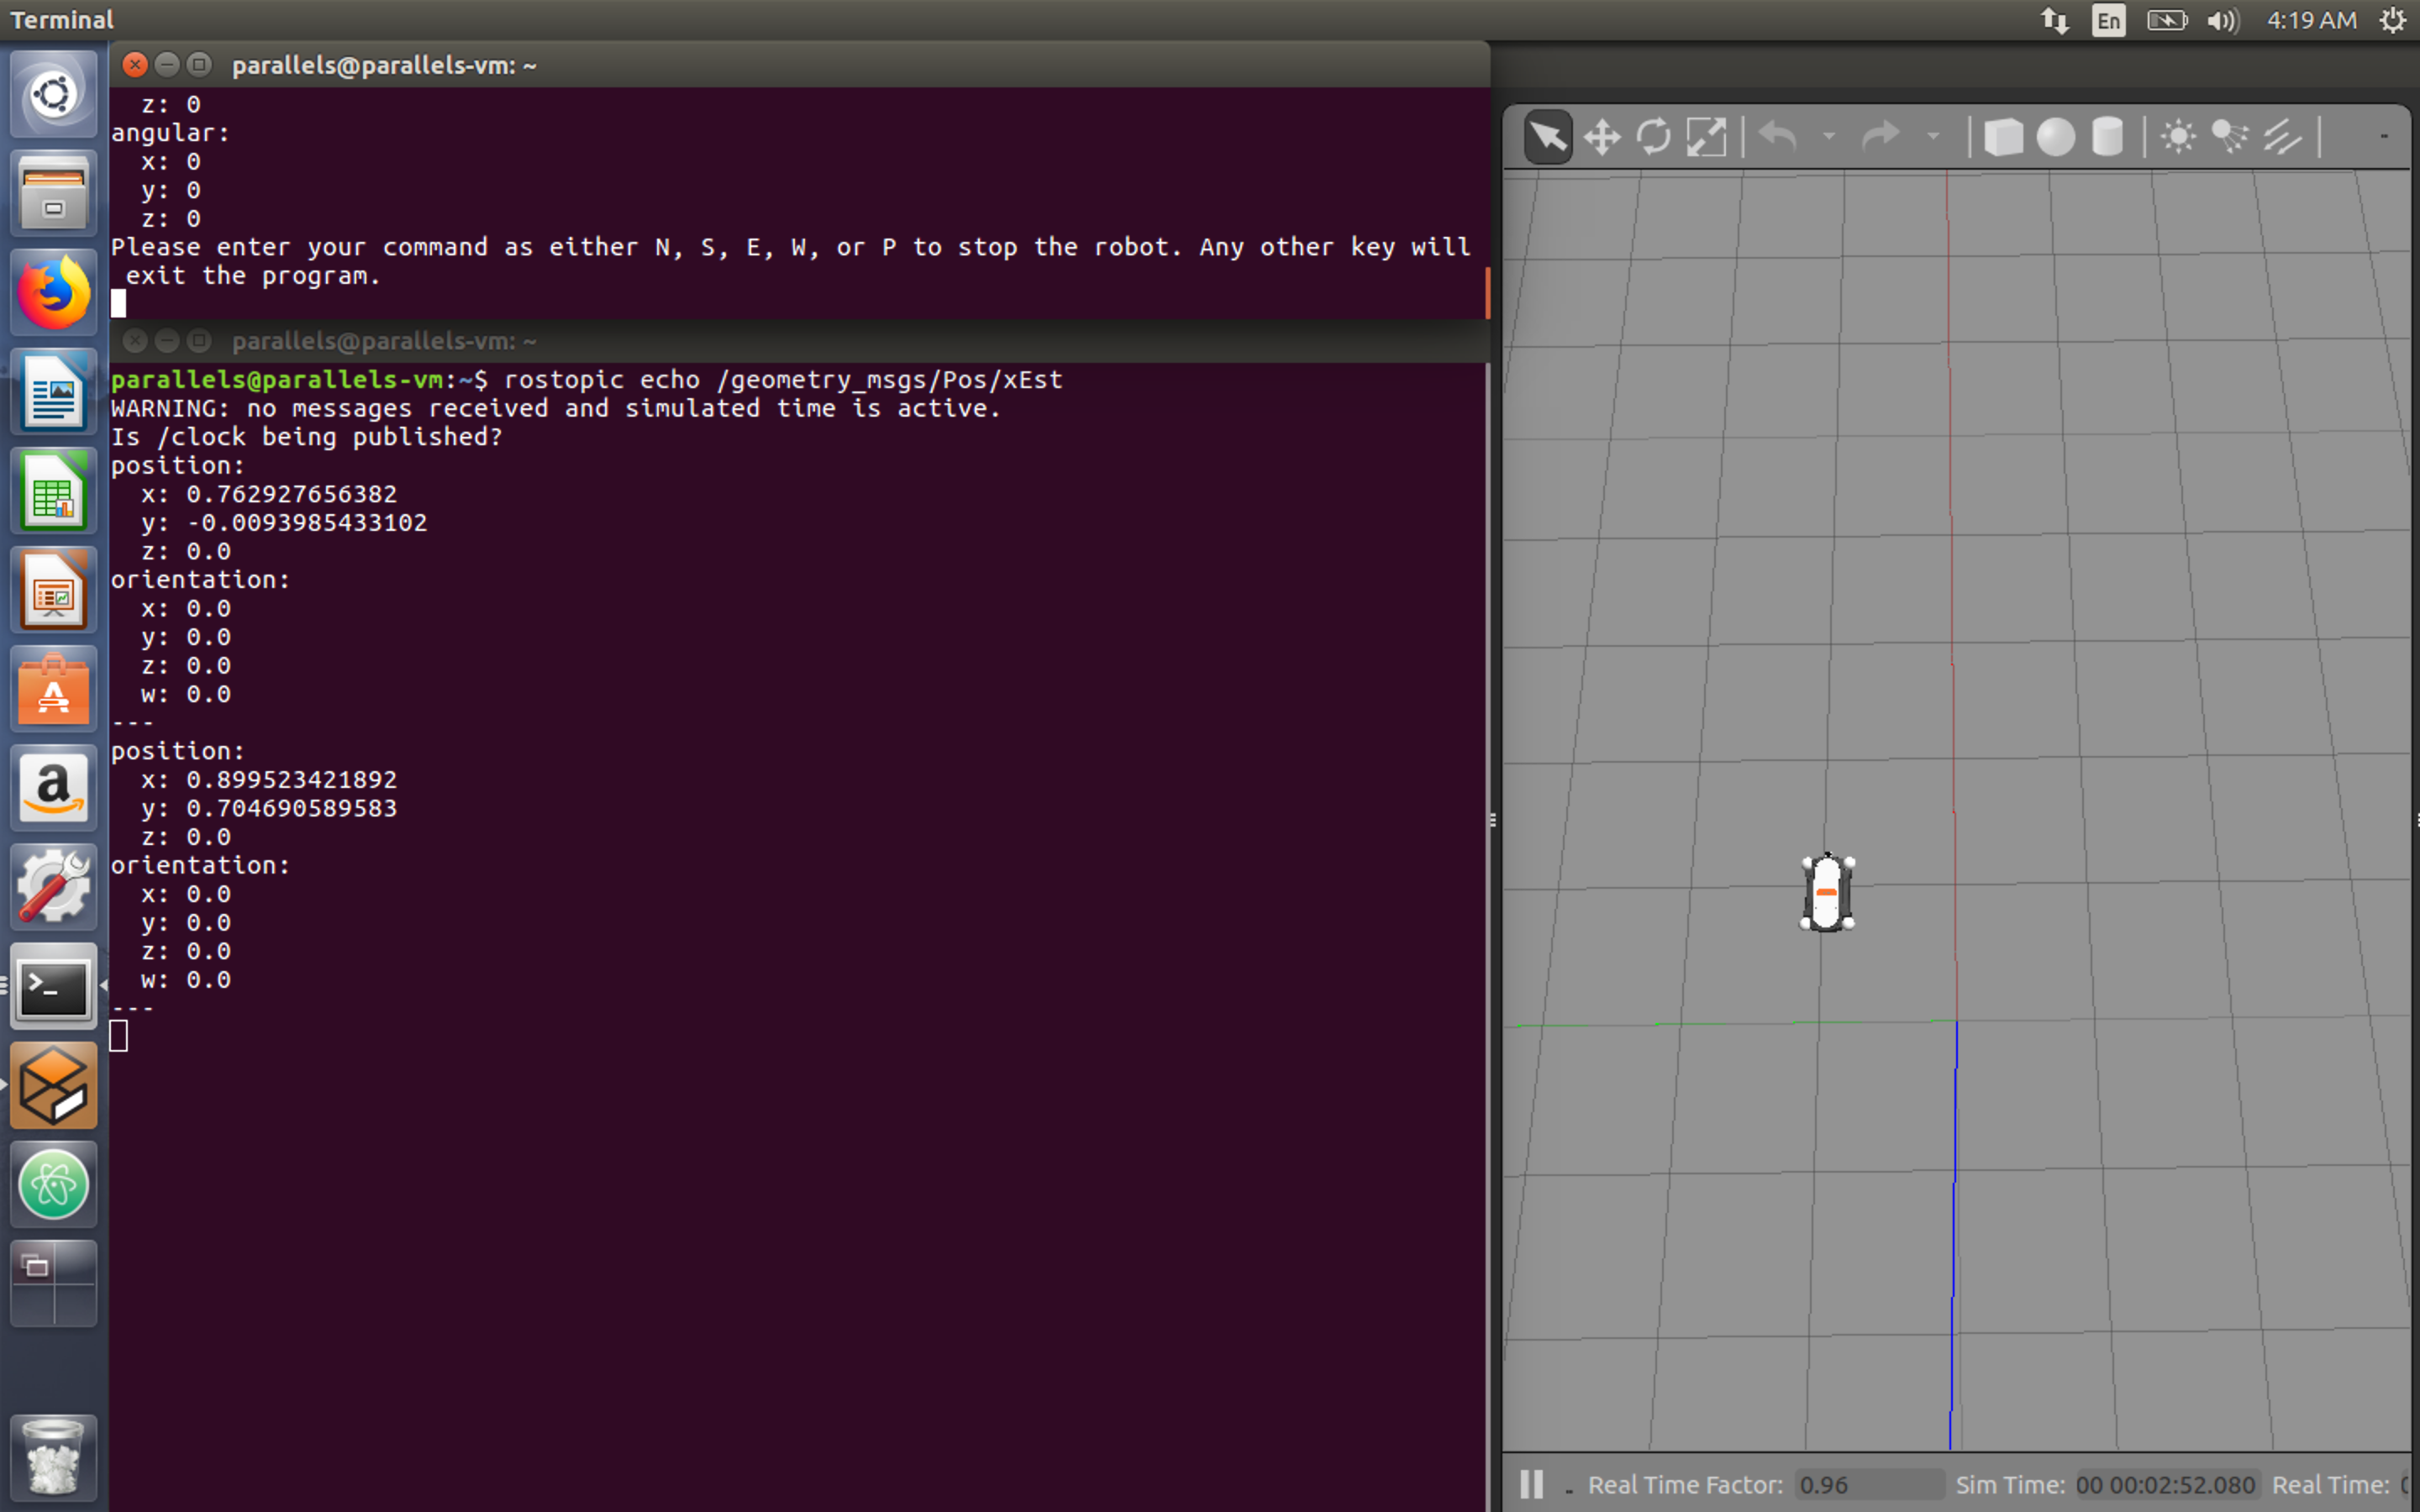 Terminal
En
4:19 AM
parallels@parallels-vm: ~
z: 0
angular:
x: 0
y: 0
z: 0
Please enter your command as either N, S, E, W, or P to stop the robot. Any other key will
exit the program.
parallels@parallels-vm: ~
parallels@parallels-vm:~$ rostopic echo /geometry_msgs/Pos/xEst
WARNING: no messages received and simulated time is active.
Is /clock being published?
position:
x: 0.762927656382
y: -0.0093985433102
z: 0.0
orientation:
x: 0.0
y: 0.0
z: 0.0
w: 0.0
---
position:
x: 0.899523421892
y: 0.704690589583
z: 0.0
orientation:
x: 0.0
y: 0.0
z: 0.0
w: 0.0
---
Real Time Factor: 0.96 Sim Time: 00 00:02:52.080 Real Time: